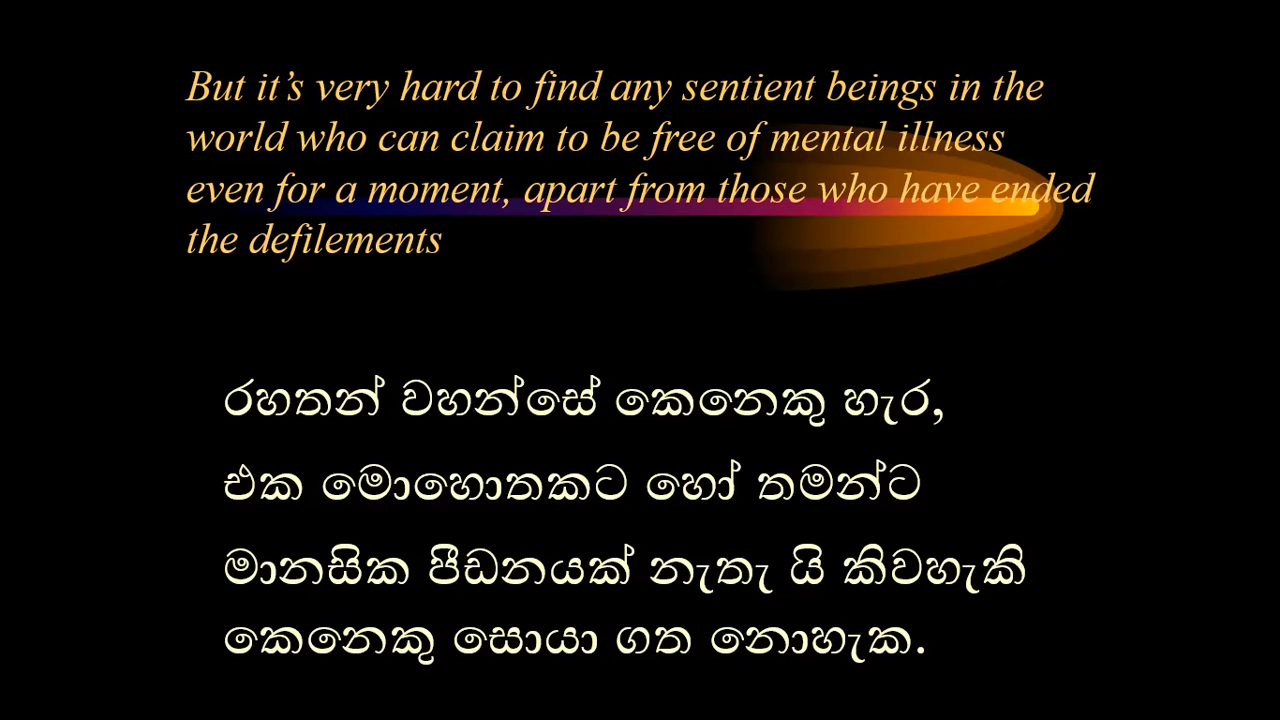 But it’s very hard to find any sentient beings in the
world who can claim to be free of mental illness
even for a moment, apart from those who have ended
the defilements
රහතන් වහන්සේ කෙනෙකු හැර,
එක මොහොතකට හෝ තමන්ට
මානසික පීඩනයක් නැතැ යි කිවහැකි
කෙනෙකු සොයා ගත නොහැක.